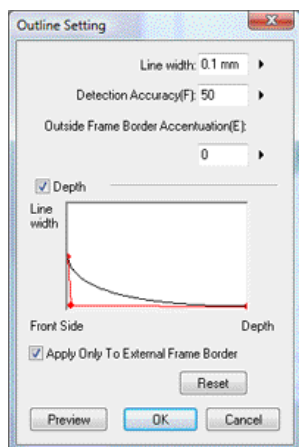 Outline Setting
Line width: 0.1 mm
Detection Accuracy(F): 50
Outside Frame Border Accentuation(E):
0
Depth
Line
width
Front Side Depth
Apply Only To External Frame Border
Reset
Preview OK Cancel